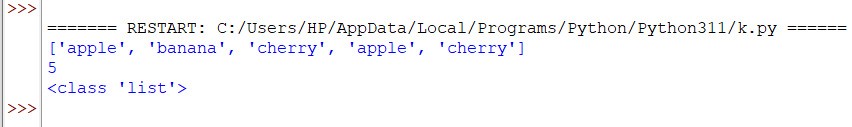 >>>
======= RESTART: C:/Users/HP/AppData/Local/Programs/Python/Python311/k.py ======
['apple', 'banana', 'cherry', 'apple', 'cherry']
5
<class 'list'>
>>>